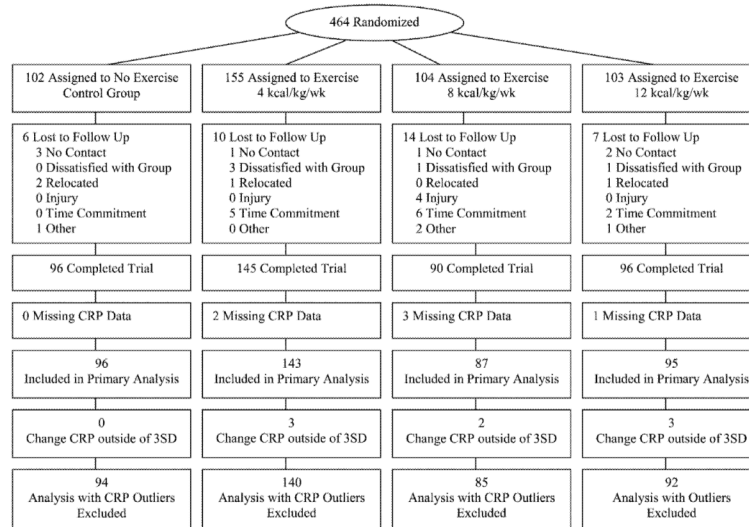 464 Randomized
102 Assigned to No Exercise
Control Group
155 Assigned to Exercise
4 kcal/kg/wk
104 Assigned to Exercise
8 kcal/kg/wk
103 Assigned to Exercise
12 kcal/kg/wk
6 Lost to Follow Up
3 No Contact
0 Dissatisfied with Group
2 Relocated
0 Injury
0 Time Commitment
1 Other
10 Lost to Follow Up
1 No Contact
3 Dissatisfied with Group
1 Relocated
0 Injury
5 Time Commitment
0 Other
14 Lost to Follow Up
1 No Contact
1 Dissatisfied with Group
0 Relocated
4 Injury
6 Time Commitment
2 Other
7 Lost to Follow Up
2 No Contact
1 Dissatisfied with Group
1 Relocated
0 Injury
2 Time Commitment
1 Other
96 Completed Trial
145 Completed Trial
90 Completed Trial
96 Completed Trial
0 Missing CRP Data
2 Missing CRP Data
3 Missing CRP Data
1 Missing CRP Data
96
Included in Primary Analysis
143
Included in Primary Analysis
87
Included in Primary Analysis
95
Included in Primary Analysis
0
Change CRP outside of 3SD
3
Change CRP outside of 3SD
2
Change CRP outside of 3SD
3
Change CRP outside of 3SD
94
Analysis with CRP Outliers
Excluded
140
Analysis with CRP Outliers
Excluded
85
Analysis with CRP Outliers
Excluded
92
Analysis with Outliers
Excluded